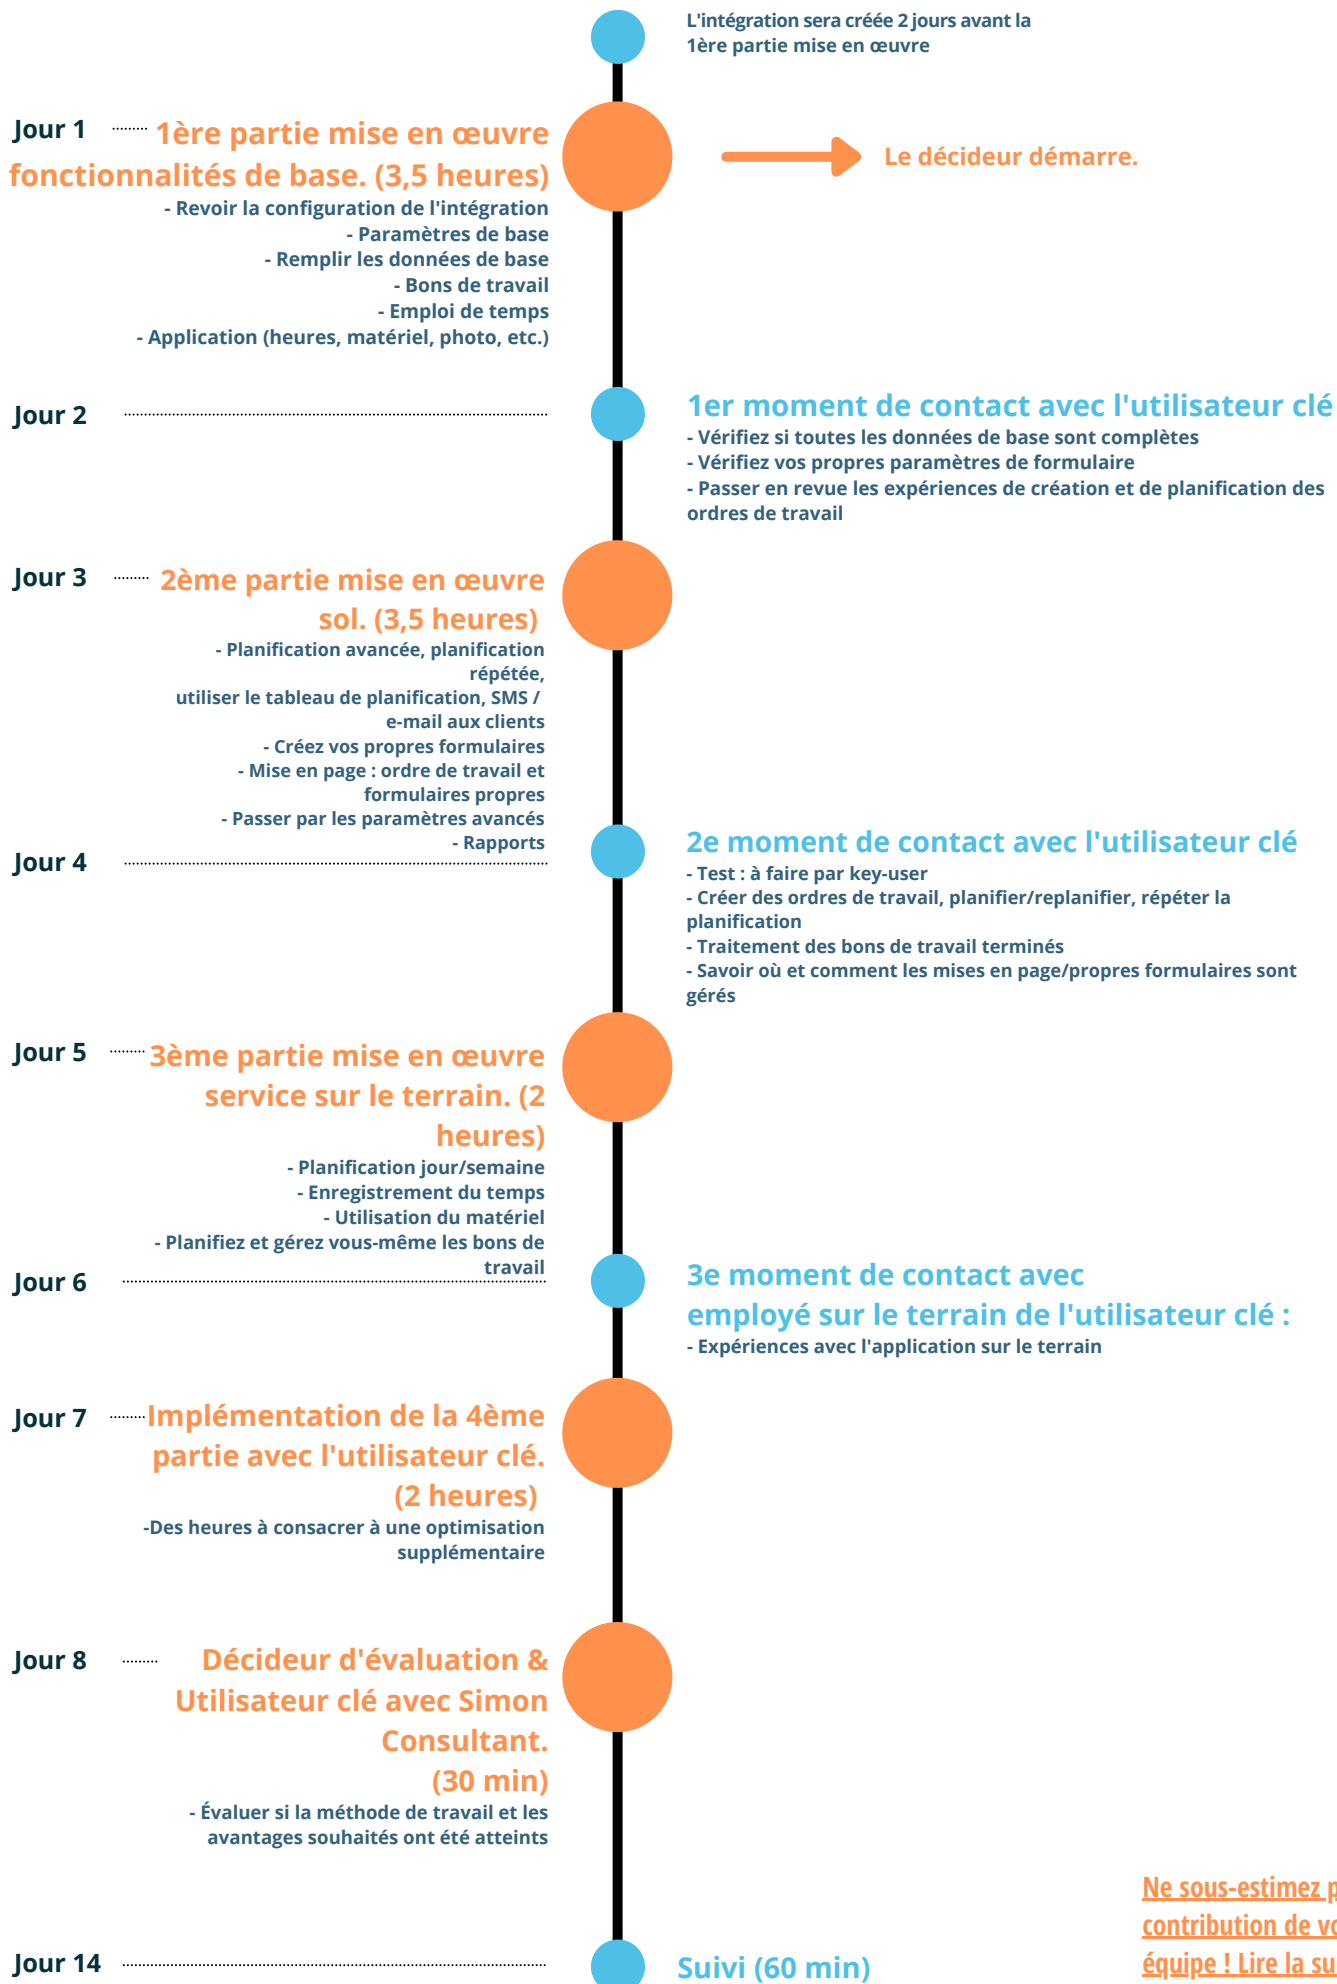 L'intégration sera créée 2 jours avant la
1ère partie mise en œuvre
Jour 1
1ère partie mise en œuvre
fonctionnalités de base. (3,5 heures)
- Revoir la configuration de l'intégration
- Paramètres de base
- Remplir les données de base
- Bons de travail
- Emploi de temps
- Application (heures, matériel, photo, etc.)
Le décideur démarre.
Jour 2
1er moment de contact avec l'utilisateur clé
- Vérifiez si toutes les données de base sont complètes
- Vérifiez vos propres paramètres de formulaire
- Passer en revue les expériences de création et de planification des
ordres de travail
Jour 3
2ème partie mise en œuvre
sol. (3,5 heures)
- Planification avancée, planification
répétée,
utiliser le tableau de planification, SMS /
e-mail aux clients
- Créez vos propres formulaires
- Mise en page : ordre de travail et
formulaires propres
- Passer par les paramètres avancés
- Rapports
Jour 4
2e moment de contact avec l'utilisateur clé
- Test : à faire par key-user
- Créer des ordres de travail, planifier/replanifier, répéter la
planification
- Traitement des bons de travail terminés
- Savoir où et comment les mises en page/propres formulaires sont
gérés
Jour 5
3ème partie mise en œuvre
service sur le terrain. (2
heures)
- Planification jour/semaine
- Enregistrement du temps
- Utilisation du matériel
- Planifiez et gérez vous-même les bons de
travail
Jour 6
3e moment de contact avec
employé sur le terrain de l'utilisateur clé :
- Expériences avec l'application sur le terrain
Jour 7
Implémentation de la 4ème
partie avec l'utilisateur clé.
(2 heures)
-Des heures à consacrer à une optimisation
supplémentaire
Jour 8
Décideur d'évaluation &
Utilisateur clé avec Simon
Consultant.
(30 min)
- Évaluer si la méthode de travail et les
avantages souhaités ont été atteints
Jour 14
Suivi (60 min)
Ne sous-estimez
contribution de
équipe ! Lire la